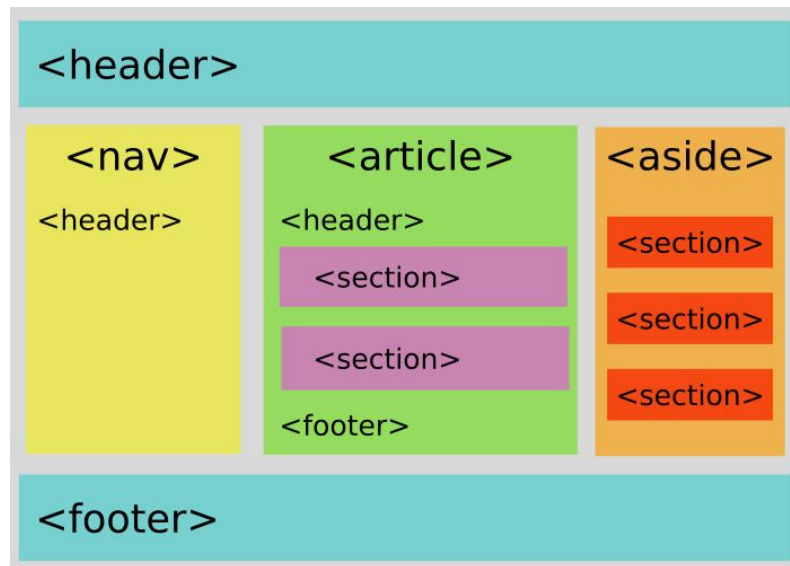 <header>
<nav>
<header>
<article>
<header>
<section>
<section>
<footer>
<aside>
<section>
<section>
<section>
<footer>